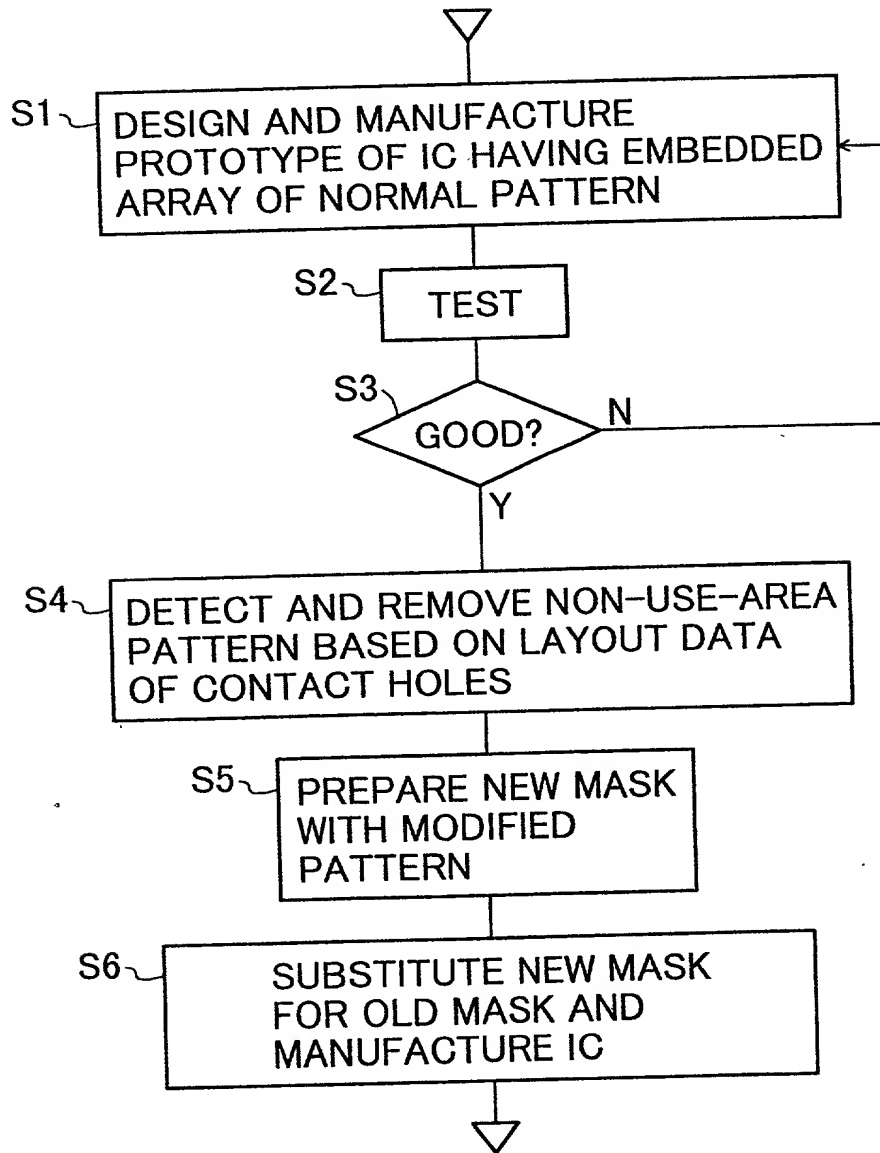 S1
DESIGN AND MANUFACTURE
PROTOTYPE OF IC HAVING EMBEDDED
ARRAY OF NORMAL PATTERN
S2
TEST
S3
GOOD?
N
Y
S4
DETECT AND REMOVE NON-USE-AREA
PATTERN BASED ON LAYOUT DATA
OF CONTACT HOLES
S5
PREPARE NEW MASK
WITH MODIFIED
PATTERN
S6
SUBSTITUTE NEW MASK
FOR OLD MASK AND
MANUFACTURE IC